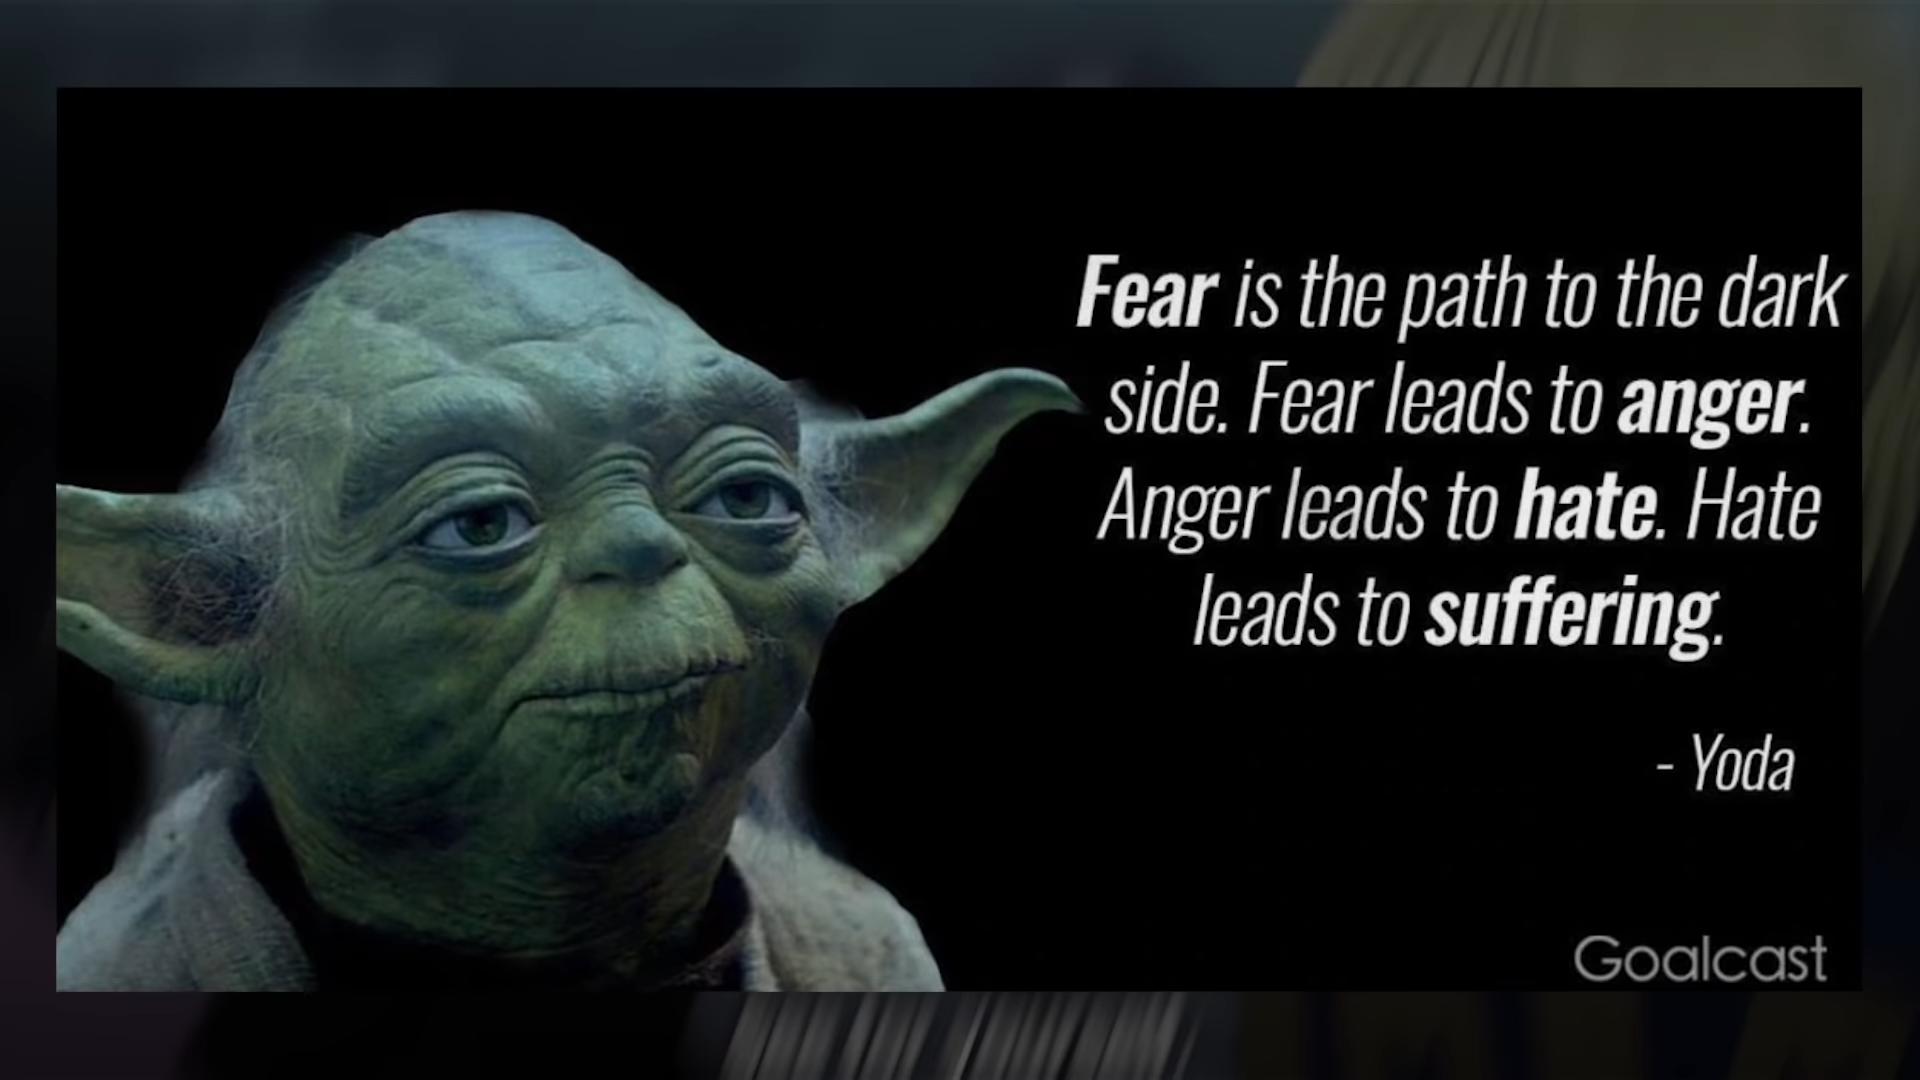 Fear is the path to the dark
side. Fear leads to anger.
Anger leads to hate. Hate
leads to suffering.
- Yoda
Goalcast